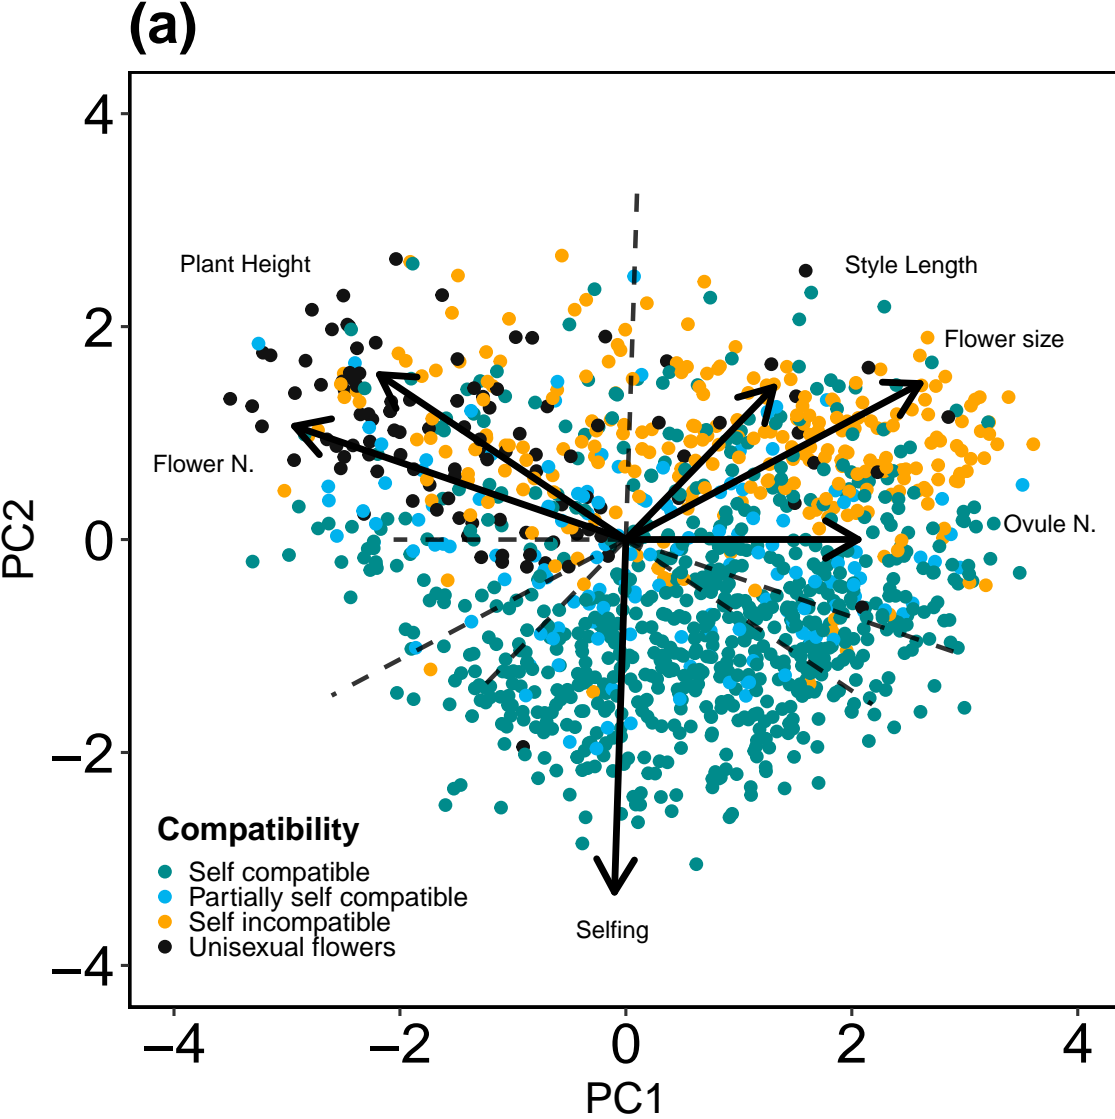 (a)
4
Plant Height
Style Length
2
Flower size
Flower N.
PC2
0
Ovule N.
−2
Compatibility
Self compatible
Partially self compatible
Self incompatible
Unisexual flowers
Selfing
−4
−4 −2 0 2 4
PC1